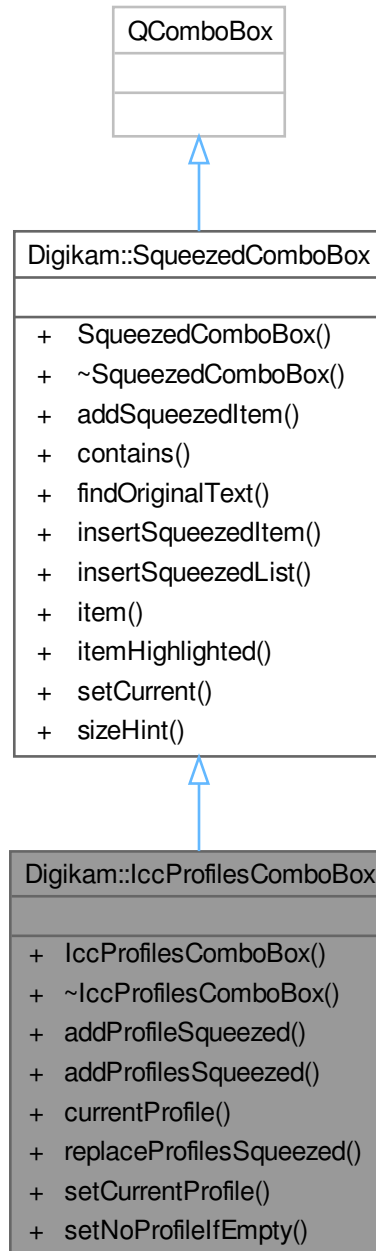 QComboBox
Digikam::SqueezedComboBox
+ SqueezedComboBox()
+ ~SqueezedComboBox()
+ addSqueezedItem()
+ contains()
+ findOriginalText()
+ insertSqueezedItem()
+ insertSqueezedList()
+ item()
+ itemHighlighted()
+ setCurrent()
+ sizeHint()
Digikam::IccProfilesComboBox
+ IccProfilesComboBox()
+ ~IccProfilesComboBox()
+ addProfileSqueezed()
+ addProfilesSqueezed()
+ currentProfile()
+ replaceProfilesSqueezed()
+ setCurrentProfile()
+ setNoProfileIfEmpty()